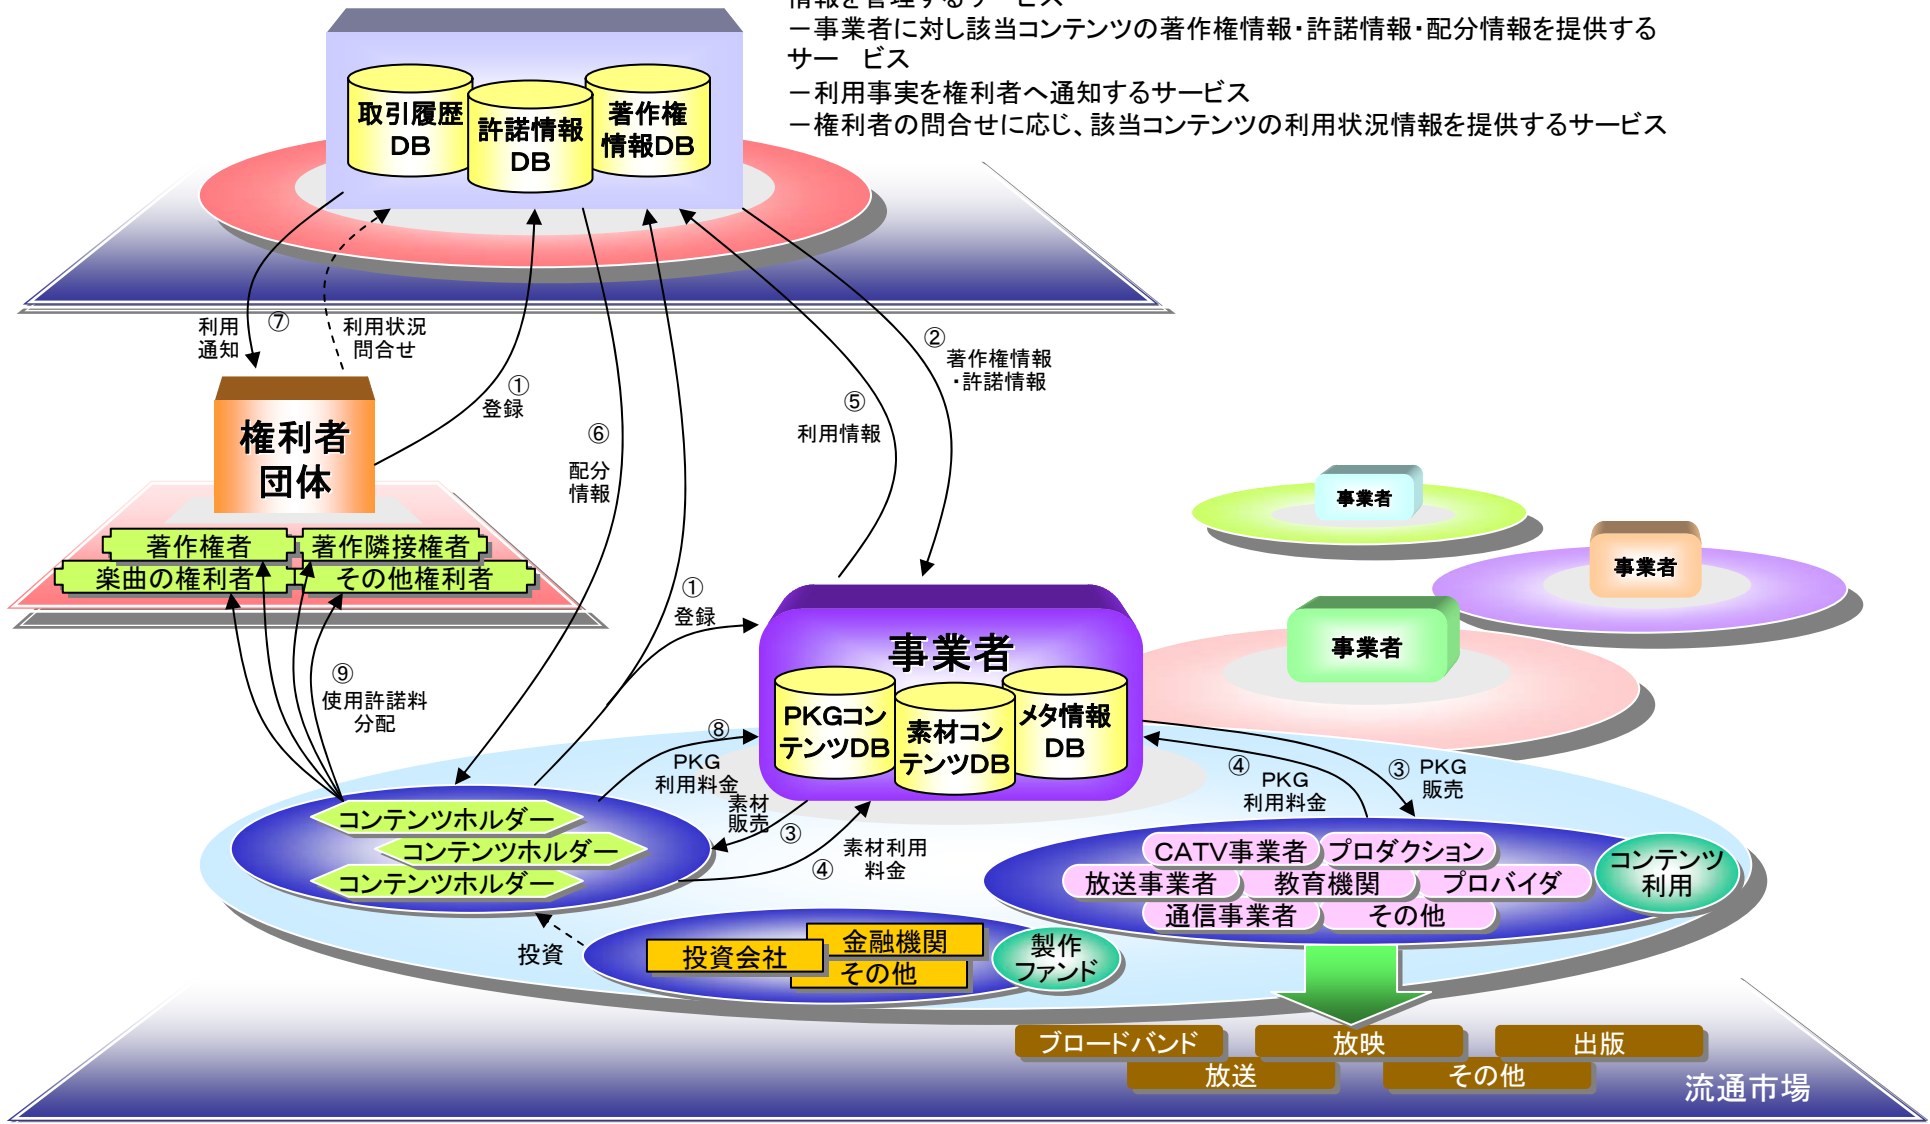 情報を管理するサービス
－事業者に対し該当コンテンツの著作権情報・許諾情報・配分情報を提供する
サー ビス
－利用事実を権利者へ通知するサービス
－権利者の問合せに応じ、該当コンテンツの利用状況情報を提供するサービス
取引履歴
DB
許諾情報
DB
著作権
情報DB
利用
通知
⑦
利用状況
問合せ
①
登録
②
著作権情報
・許諾情報
⑤
利用情報
⑥
配分
情報
権利者
団体
著作権者
著作隣接権者
楽曲の権利者
その他権利者
①
登録
⑨
使用許諾料
分配
事業者
PKGコン
テンツDB
素材コン
テンツDB
メタ情報
DB
事業者
事業者
事業者
⑧
PKG
利用料金
素材
販売
③
④
素材利用
料金
④
PKG
利用料金
③
PKG
販売
コンテンツホルダー
コンテンツホルダー
コンテンツホルダー
CATV事業者
プロダクション
放送事業者
教育機関
プロバイダ
通信事業者
その他
コンテンツ
利用
投資
投資会社
金融機関
その他
製作
ファンド
ブロードバンド
放映
出版
放送
その他
流通市場